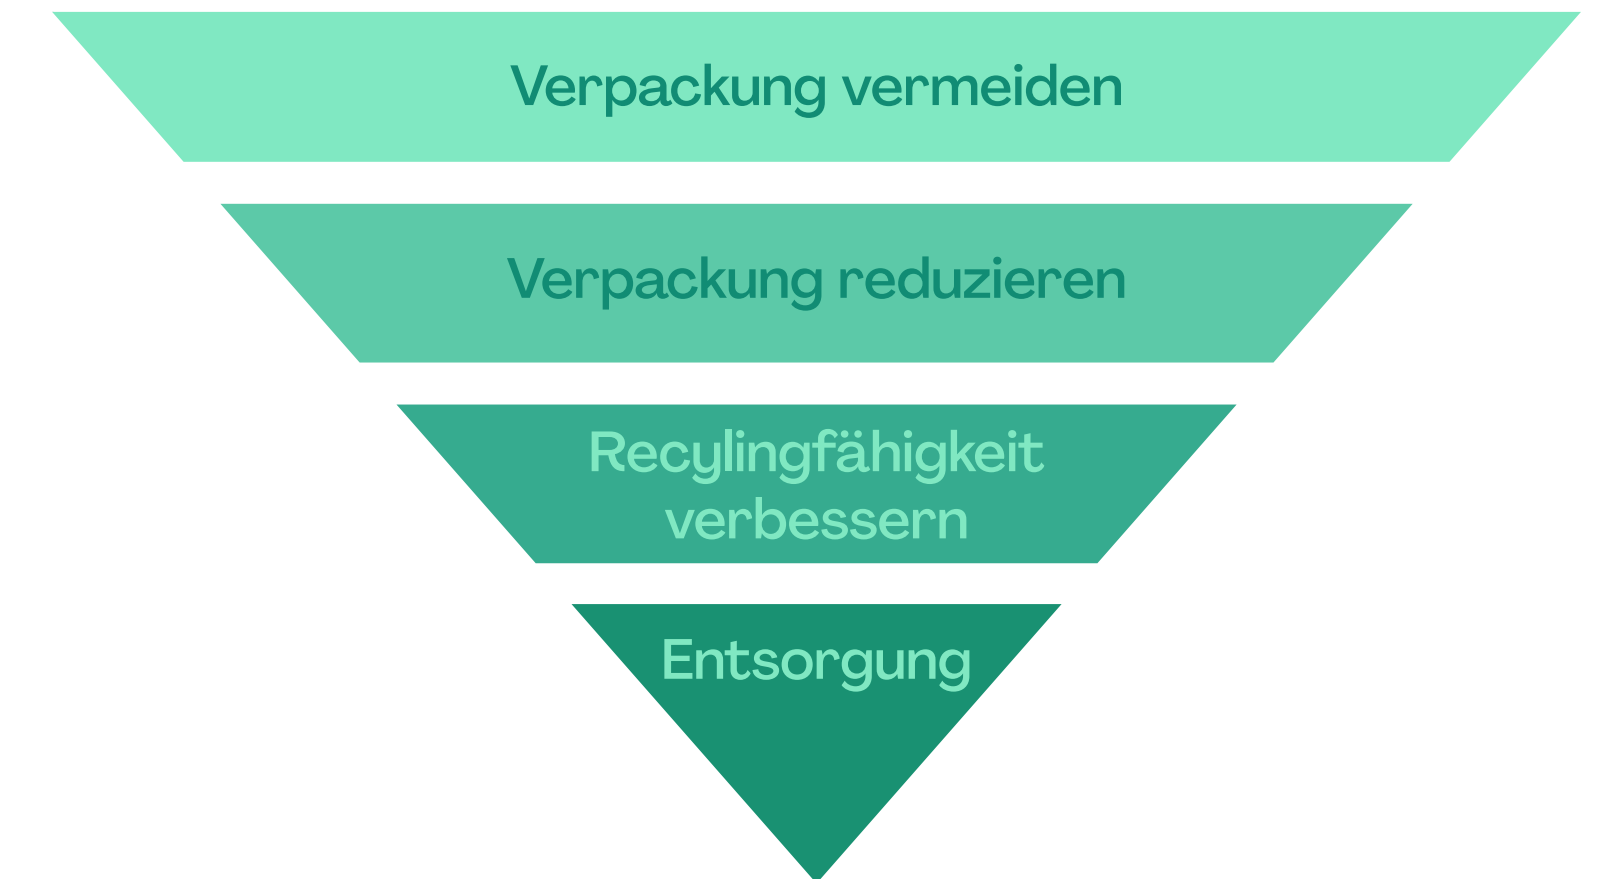 Verpackung vermeiden
Verpackung reduzieren
Recylingfähigkeit
verbessern
Entsorgung